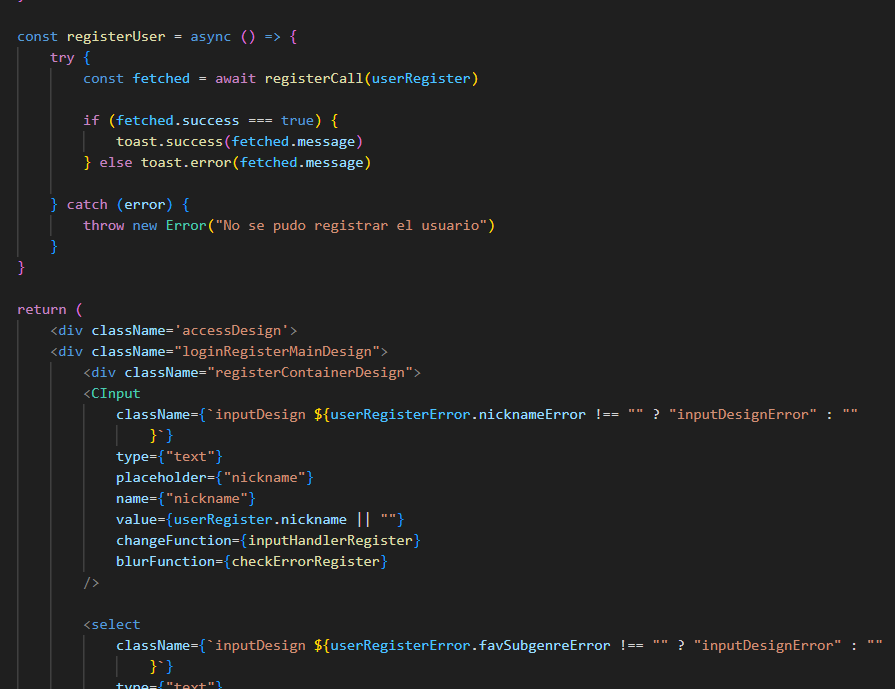 const registerUser = async () => {
try {
const fetched = await registerCall(userRegister)
if (fetched.success === true) {
toast.success(fetched.message)
} else toast.error(fetched.message)
} catch (error) {
throw new Error("No se pudo registrar el usuario")
}
}
return (
<div className='accessDesign'>
<div className="loginRegisterMainDesign">
<div className="registerContainerDesign">
<CInput
className={`inputDesign ${userRegisterError.nicknameError !== "" ? "inputDesignError" : ""
}`}
type={"text"}
placeholder={"nickname"}
name={"nickname"}
value={userRegister.nickname || ""}
changeFunction={inputHandlerRegister}
blurFunction={checkErrorRegister}
/>
<select
className={`inputDesign ${userRegisterError.favSubgenreError !== "" ? "inputDesignError" : ""
}`}
type={"text"}